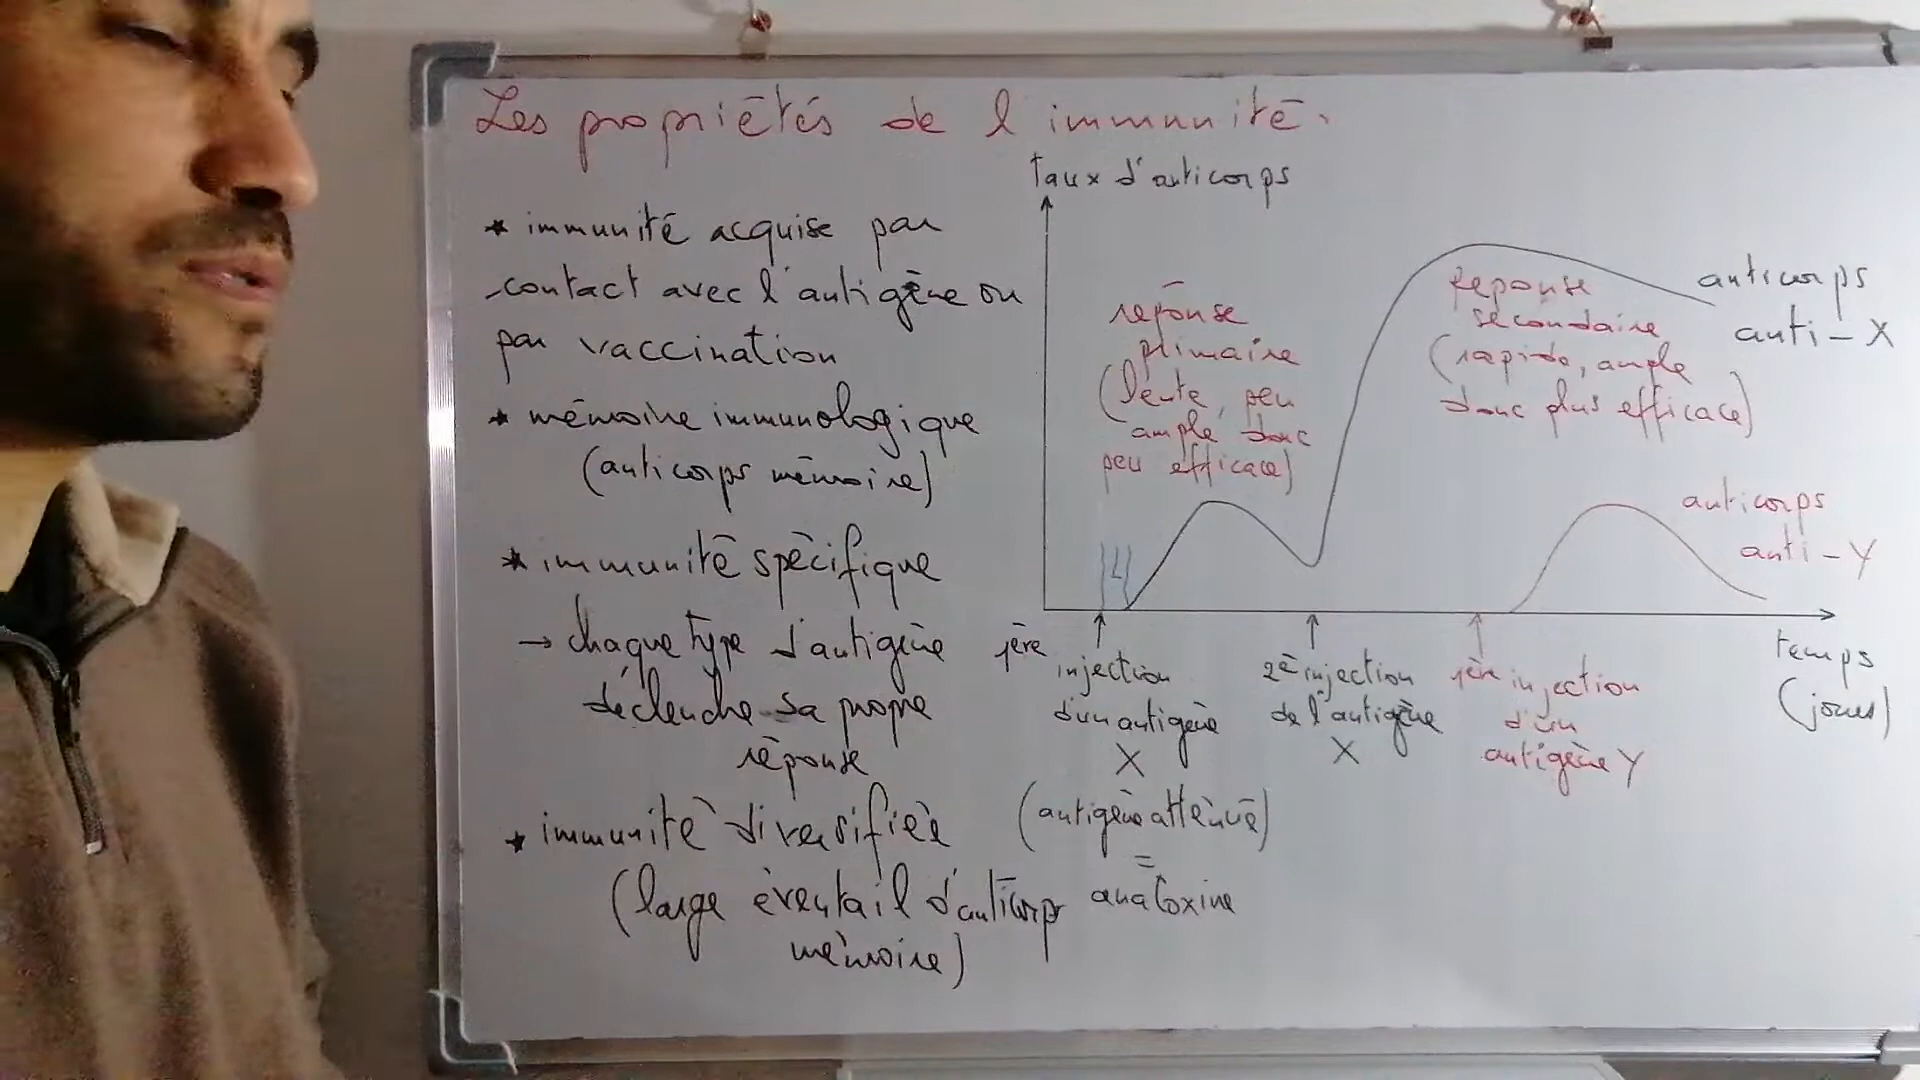 Les propriétés de l'immunité.
* immunité acquise par
contact avec l'antigène ou
par vaccination
* mémoire immunologique
(anticorps mémoire)
* immunité spécifique
→ chaque type d'antigène
déclenche sa propre
réponse
* immunité diversifiée
(large éventail d'anticorps
mémoire)
taux d'anticorps
réponse
primaire
(lente, peu
ample donc
peu efficace)
Reponse
secondaire
(rapide, ample
donc plus efficace)
anticorps
anti-X
anticorps
anti-Y
temps
(jours)
1ère injection
d'un antigène
X
(antigène atténué)
=
anatoxine
2è injection
de l'antigène
X
1ère injection
d'un
antigène Y